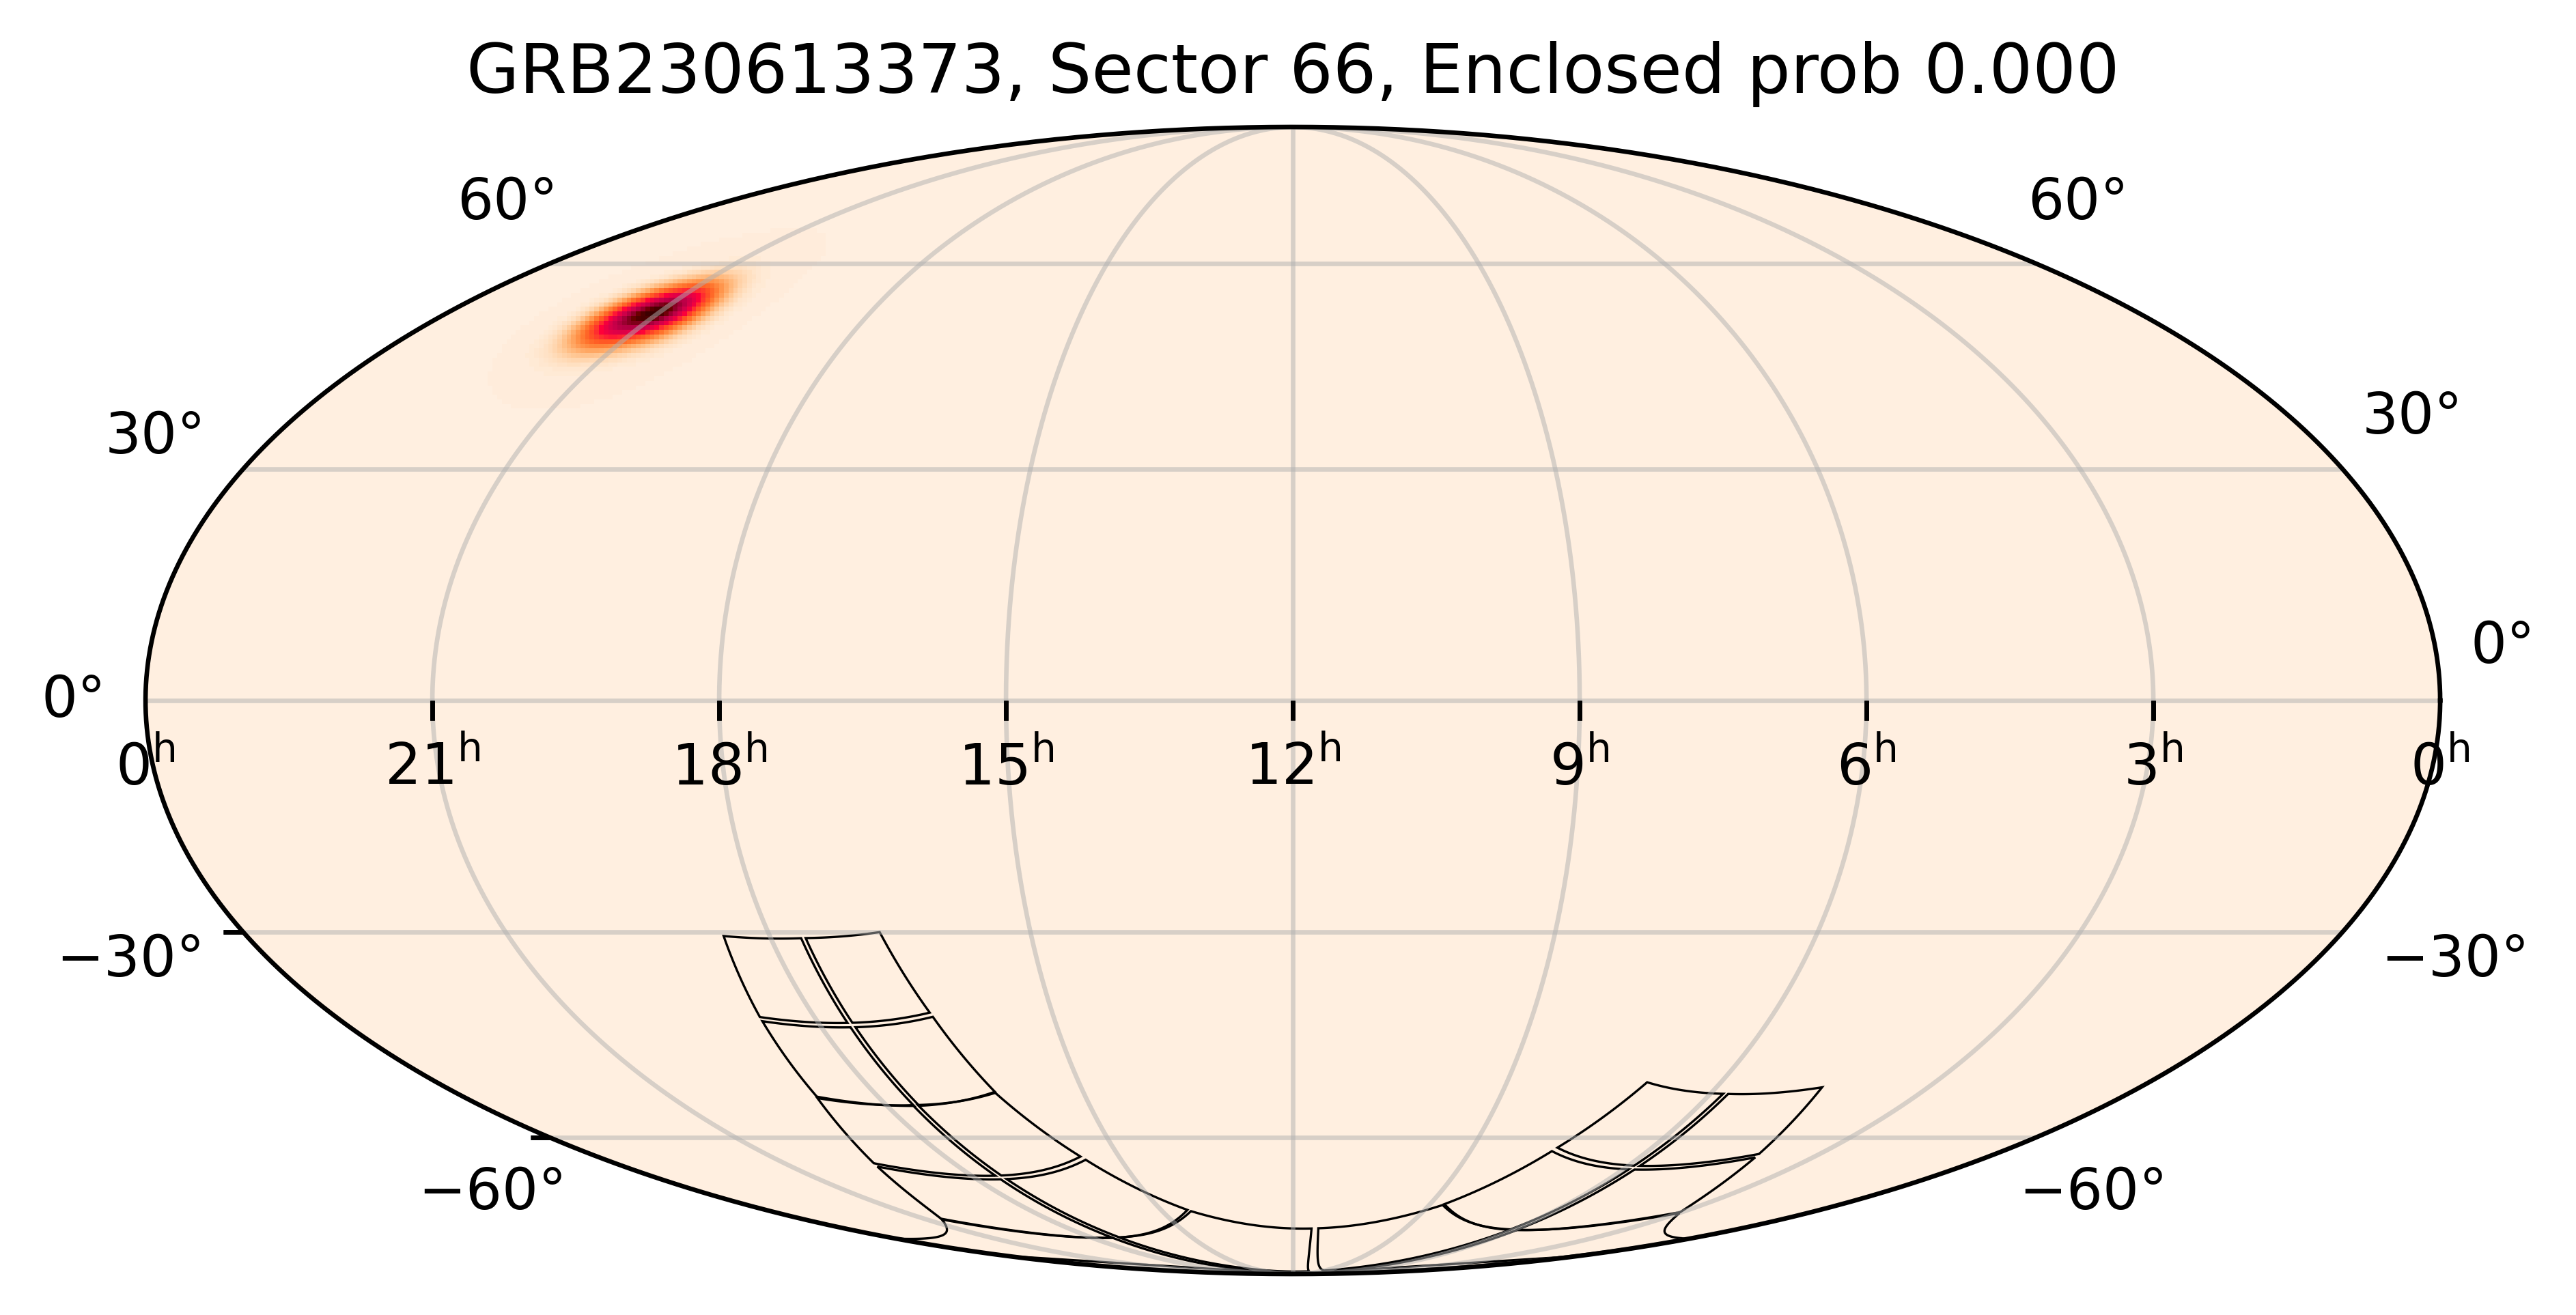 GRB230613373, Sector 66, Enclosed prob 0.000
60° 60°
30° 30°
0° 0°
0h 21h 18h 15h 12h 9h 6h 3h 0h
−30° −30°
−60° −60°